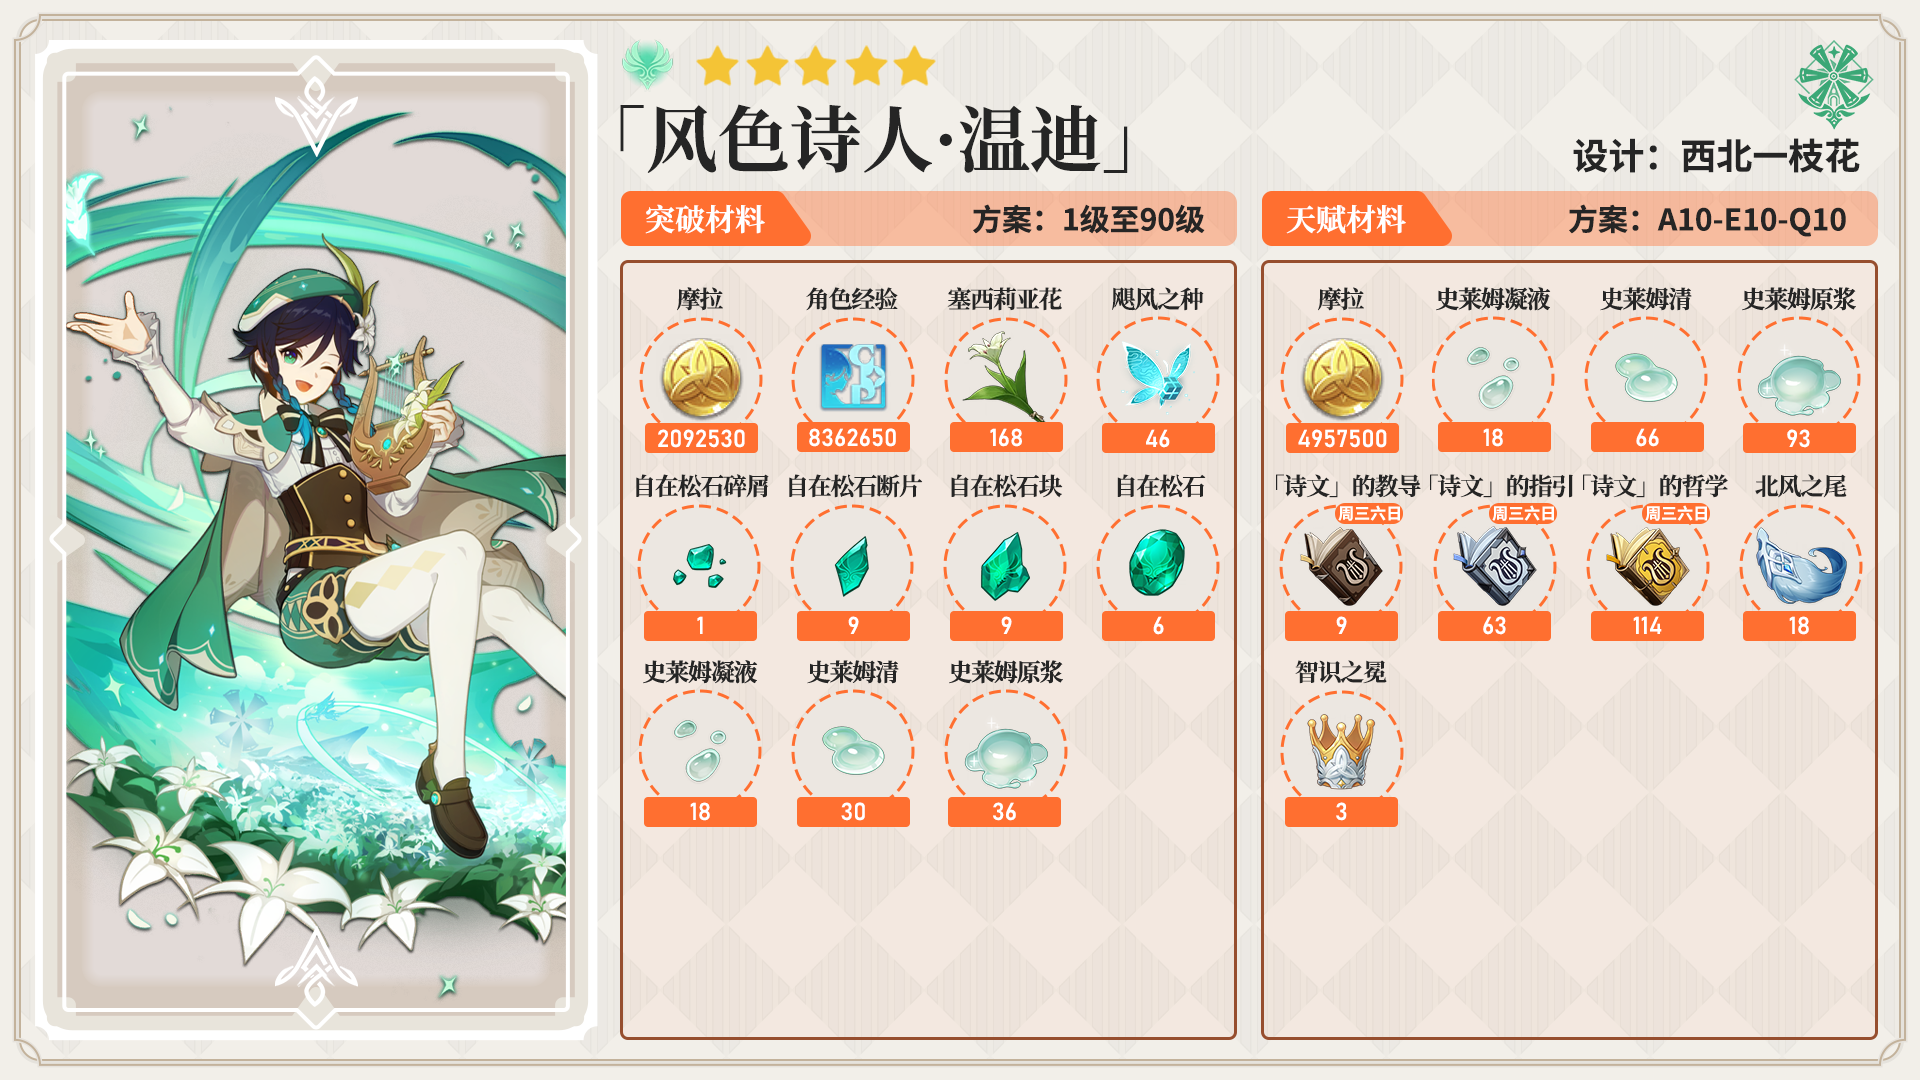 「风色诗人·温迪」
设计：西北一枝花
突破材料
方案：1级至90级
摩拉
角色经验
塞西莉亚花
飓风之种
2092530
8362650
168
46
自在松石碎屑
自在松石断片
自在松石块
自在松石
1
9
9
6
史莱姆凝液
史莱姆清
史莱姆原浆
18
30
36
天赋材料
方案：A10-E10-Q10
摩拉
史莱姆凝液
史莱姆清
史莱姆原浆
4957500
18
66
93
「诗文」的教导
「诗文」的指引
「诗文」的哲学
北风之尾
周三六日
周三六日
周三六日
9
63
114
18
智识之冕
3